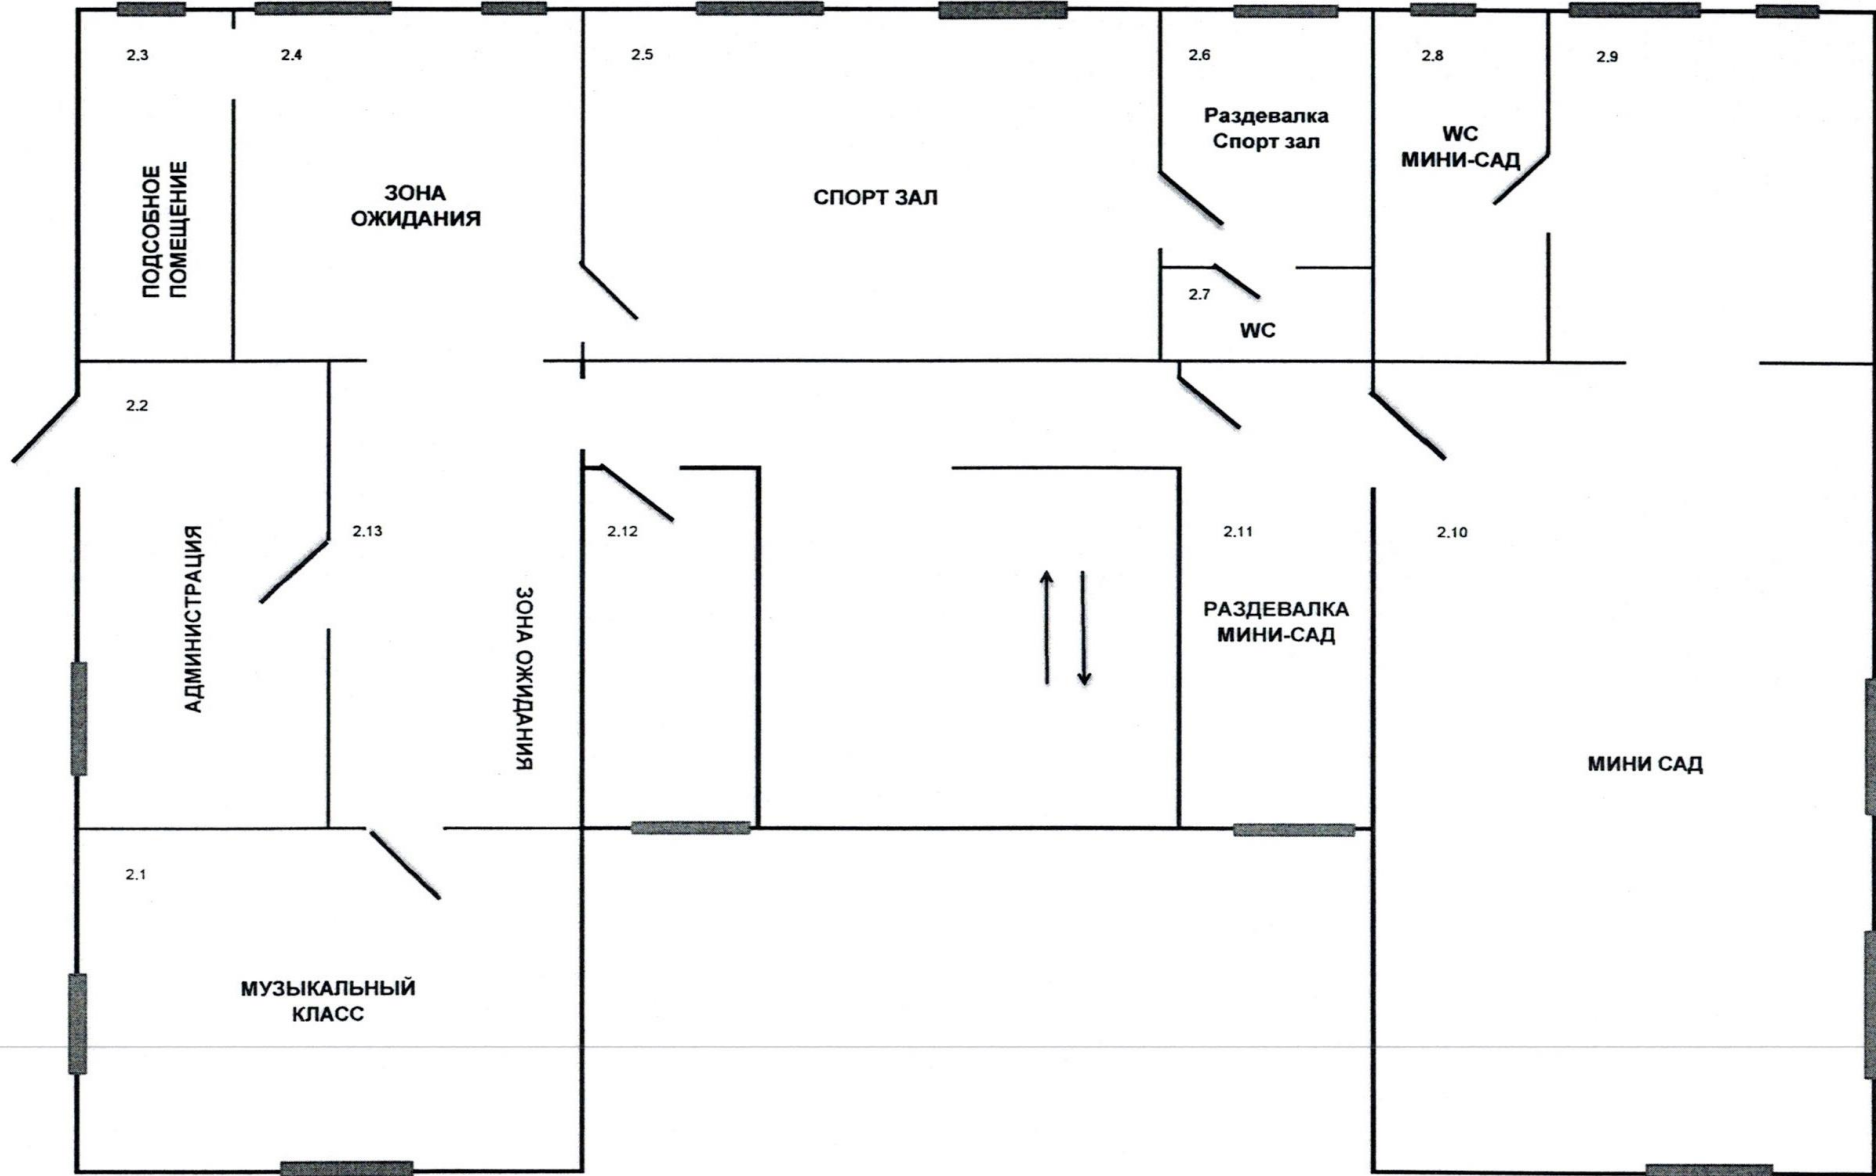 2.3
2.4
2.5
2.6
2.8
2.9
Раздевалка
Спорт зал
WC
МИНИ-САД
ПОДСОБНОЕ
ПОМЕЩЕНИЕ
ЗОНА
ОЖИДАНИЯ
СПОРТ ЗАЛ
2.7
WC
2.2
2.13
2.12
2.11
2.10
АДМИНИСТРАЦИЯ
ЗОНА ОЖИДАНИЯ
РАЗДЕВАЛКА
МИНИ-САД
МИНИ САД
2.1
МУЗЫКАЛЬНЫЙ
КЛАСС